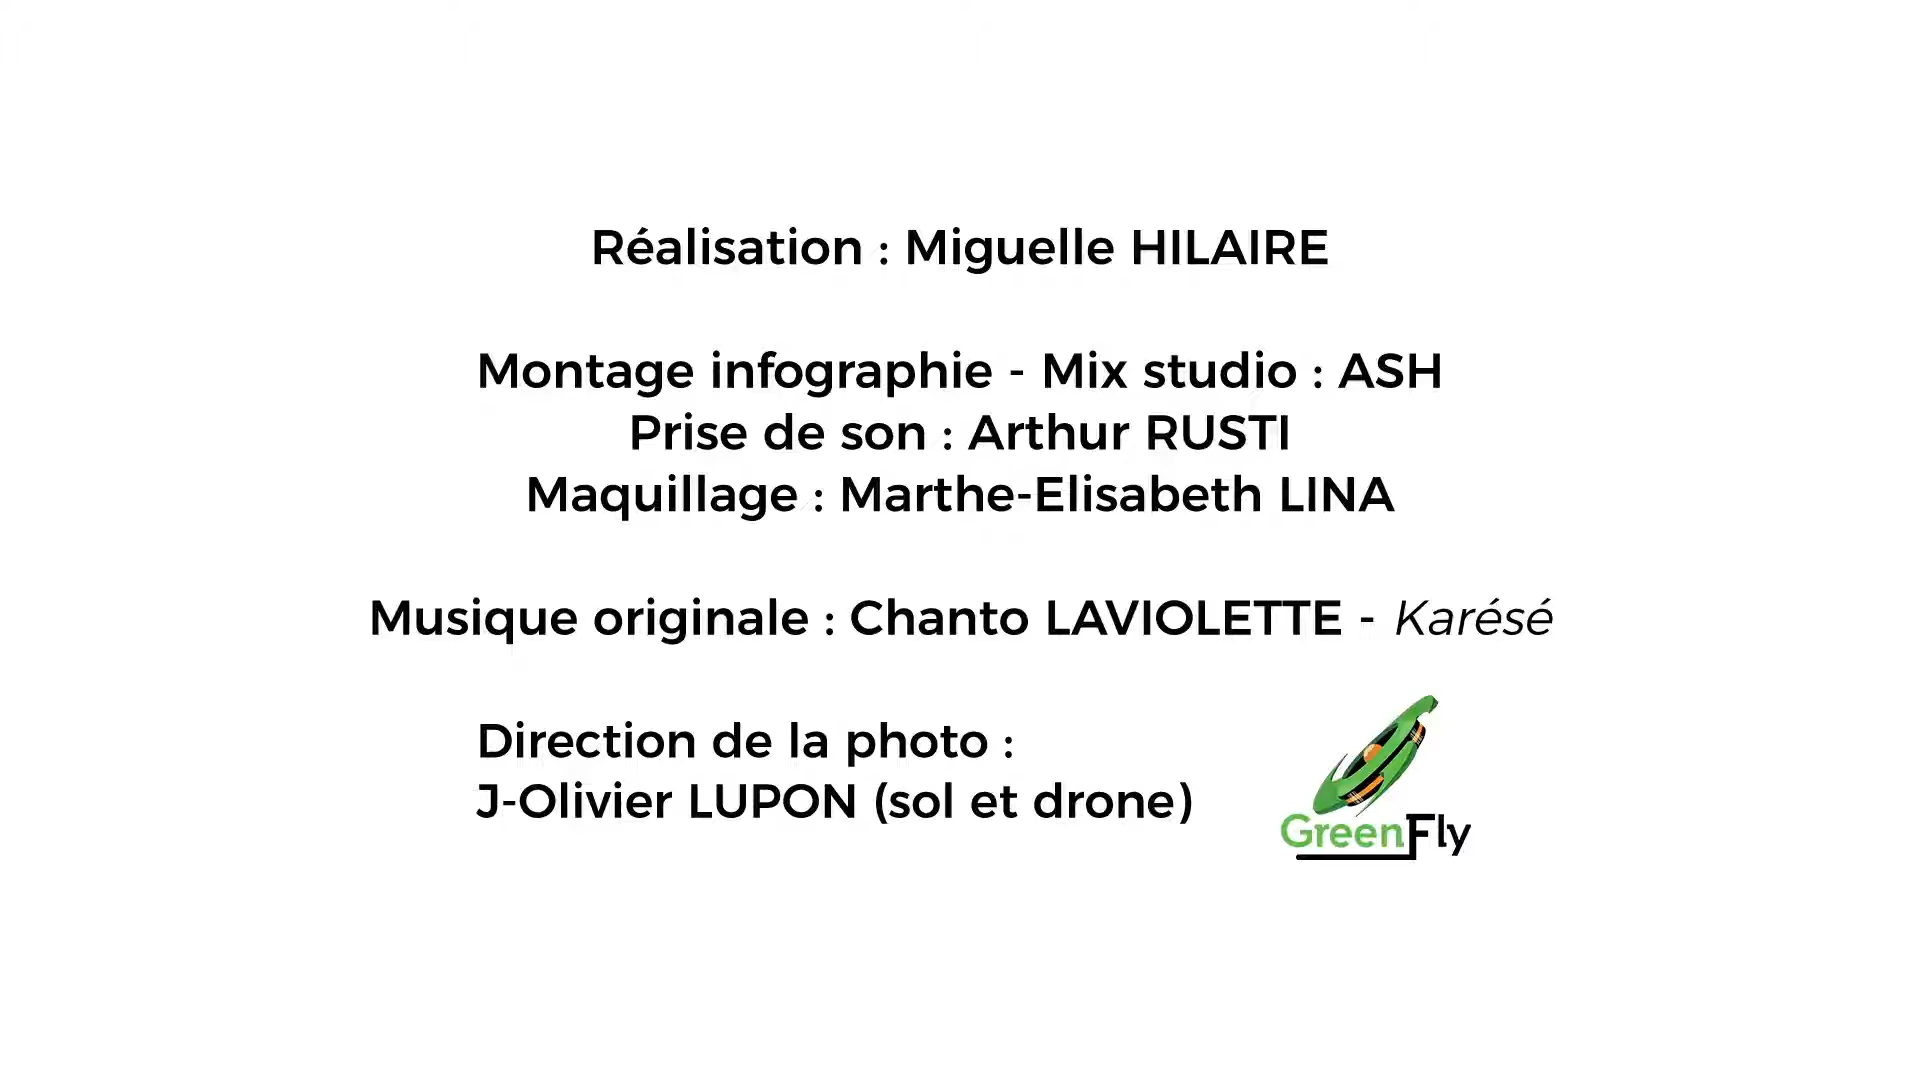 Réalisation : Miguelle HILAIRE
Montage infographie - Mix studio : ASH
Prise de son : Arthur RUSTI
Maquillage : Marthe-Elisabeth LINA
Musique originale : Chanto LAVIOLETTE - Karésé
Direction de la photo :
J-Olivier LUPON (sol et drone)
GreenFly